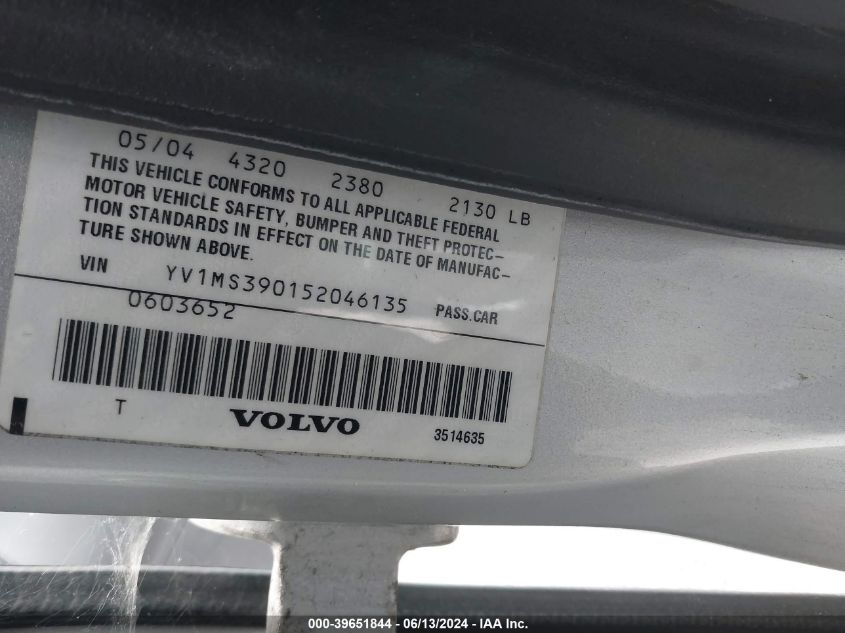 05/04 4320 2380 2130 LB
THIS VEHICLE CONFORMS TO ALL APPLICABLE FEDERAL
MOTOR VEHICLE SAFETY, BUMPER AND THEFT PROTEC-
TION STANDARDS IN EFFECT ON THE DATE OF MANUFAC-
TURE SHOWN ABOVE.
VIN YV1MS390152046135 PASS.CAR
0603652
T VOLVO 3514635
000-39651844 - 06/13/2024 - IAA Inc.